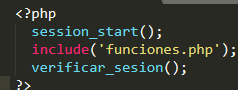 <?php
session_start();
include('funciones.php');
verificar_sesion();
?>